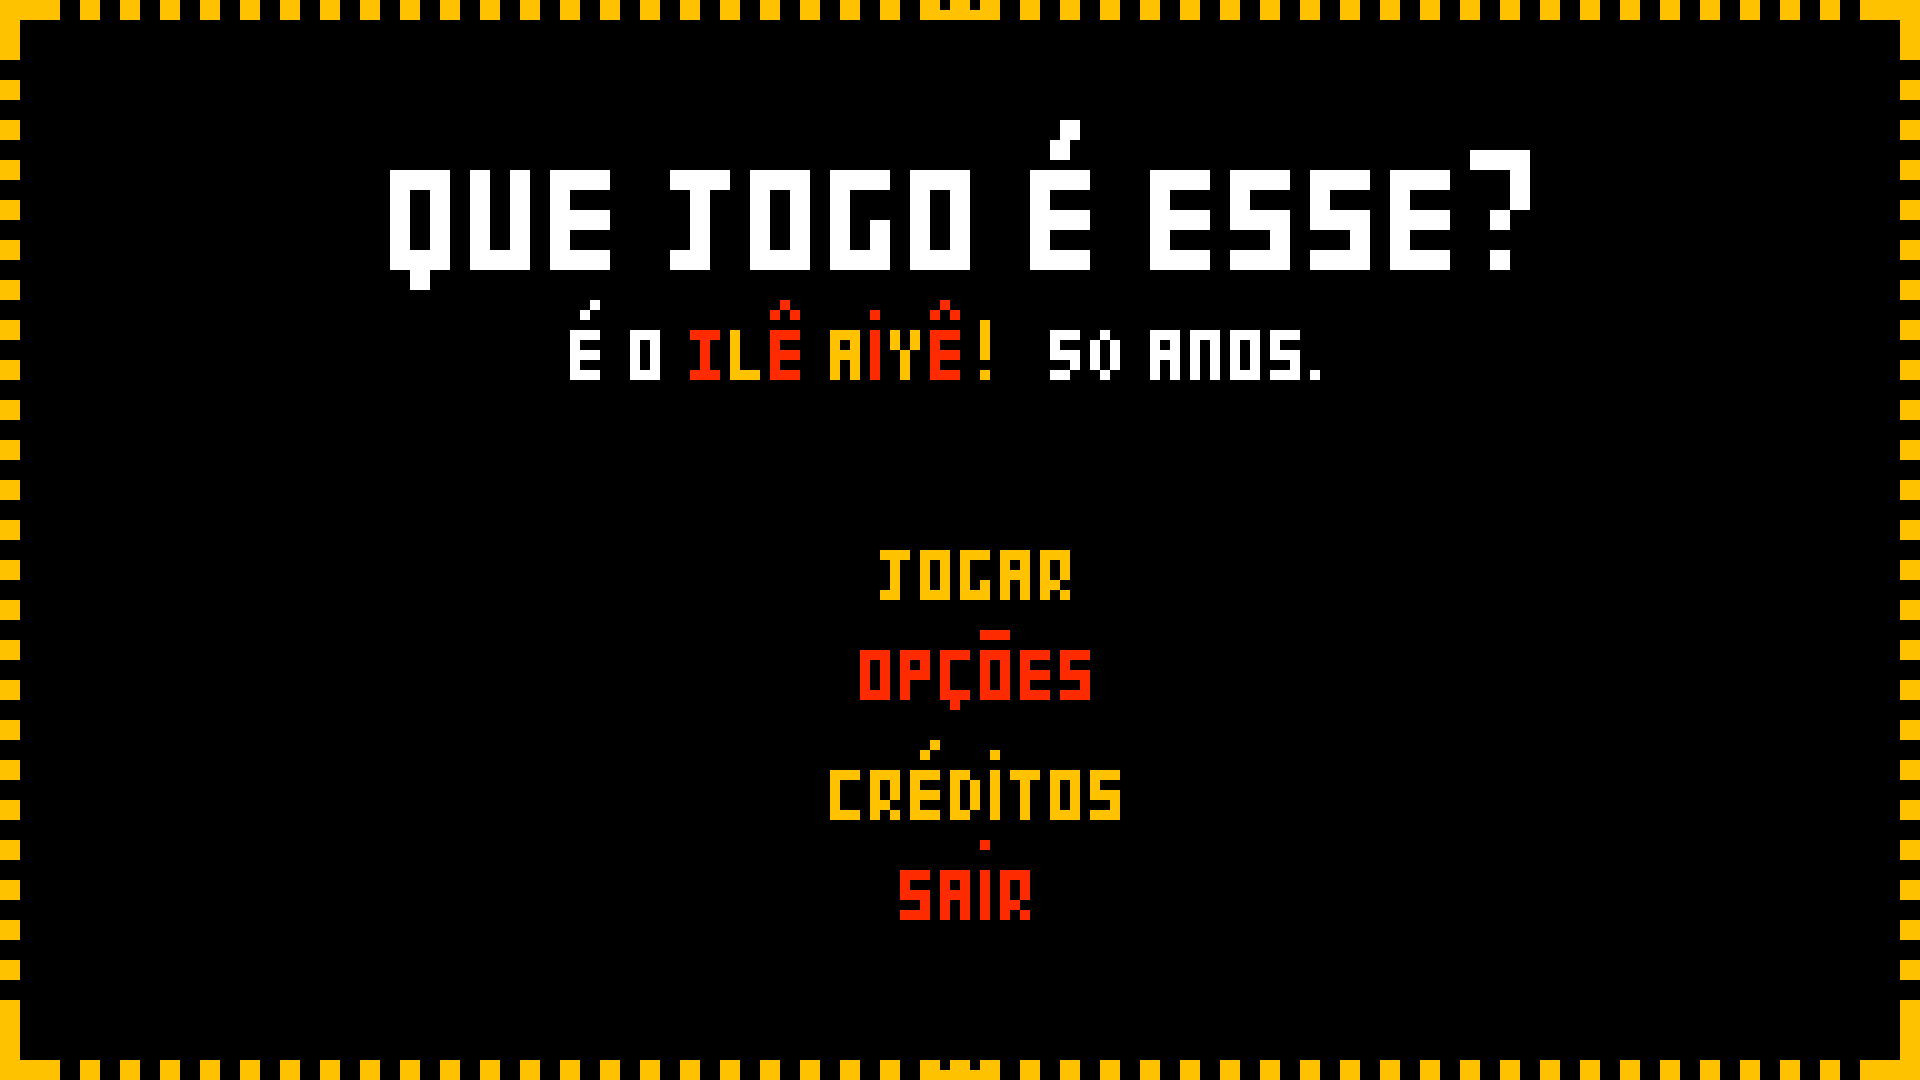 QUE JOGO É ESSE?
É O ILÊ AIYÊ! 50 ANOS.
JOGAR
OPÇÕES
CRÉDITOS
SAIR